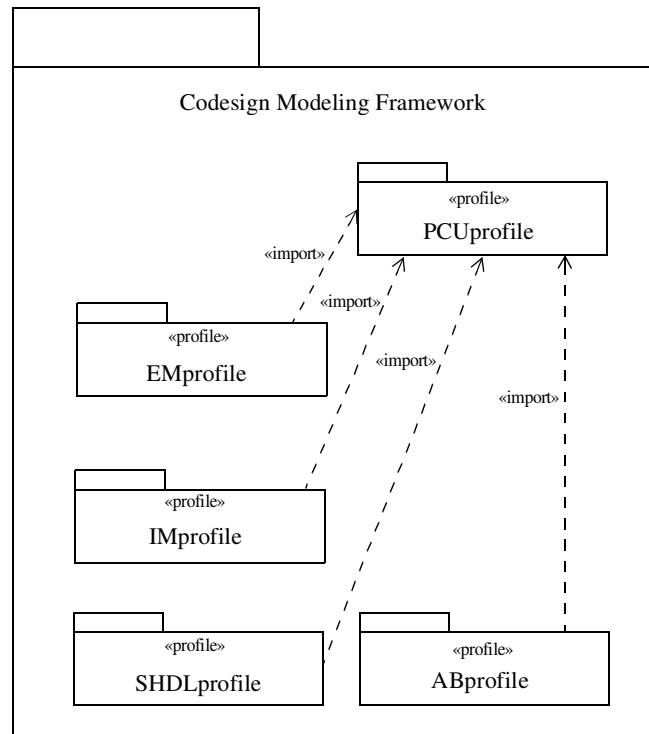 Codesign Modeling Framework
«profile»
PCUprofile
«import»
«import»
«profile»
EMprofile
«import»
«import»
«profile»
IMprofile
«profile»
SHDLprofile
«profile»
ABprofile